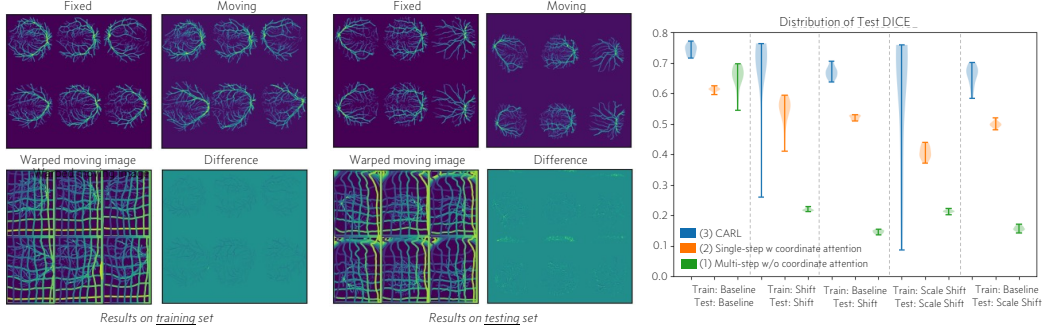 Fixed
Moving
Warped moving image
Difference
Results on training set
Fixed
Moving
Warped moving image
Difference
Results on testing set
Distribution of Test DICE_
0.8
0.7
0.6
0.5
0.4
0.3
0.2
0.1
0.0
(3) CARL
(2) Single-step w coordinate attention
(1) Multi-step w/o coordinate attention
Train: Baseline
Test: Baseline
Train: Shift
Test: Shift
Train: Baseline
Test: Shift
Train: Scale Shift
Test: Scale Shift
Train: Baseline
Test: Scale Shift